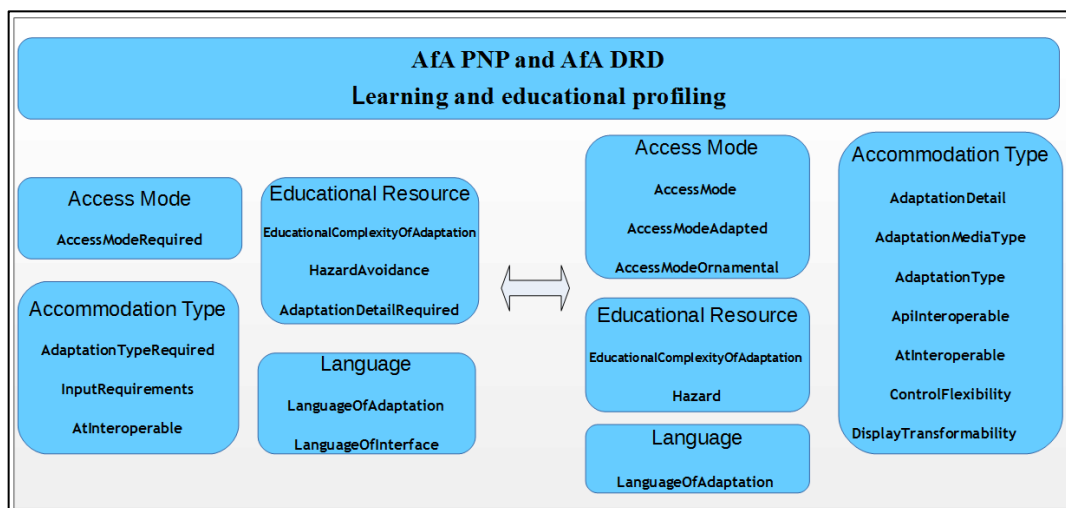 AfA PNP and AfA DRD
Learning and educational profiling
Access Mode
AccessModeRequired
Accommodation Type
AdaptationTypeRequired
InputRequirements
AtInteroperable
Educational Resource
EducationalComplexityOfAdaptation
HazardAvoidance
AdaptationDetailRequired
Language
LanguageOfAdaptation
LanguageOfInterface
Access Mode
AccessMode
AccessModeAdapted
AccessModeOrnamental
Educational Resource
EducationalComplexityOfAdaptation
Hazard
Language
LanguageOfAdaptation
Accommodation Type
AdaptationDetail
AdaptationMediaType
AdaptationType
ApiInteroperable
AtInteroperable
ControlFlexibility
DisplayTransformability